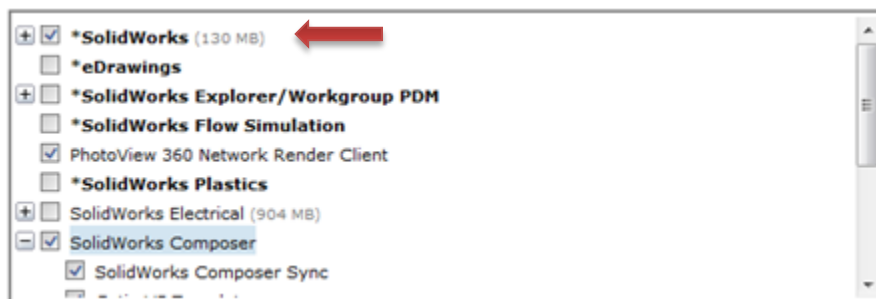 *SolidWorks (130 MB)
*eDrawings
*SolidWorks Explorer/Workgroup PDM
*SolidWorks Flow Simulation
PhotoView 360 Network Render Client
*SolidWorks Plastics
SolidWorks Electrical (904 MB)
SolidWorks Composer
SolidWorks Composer Sync